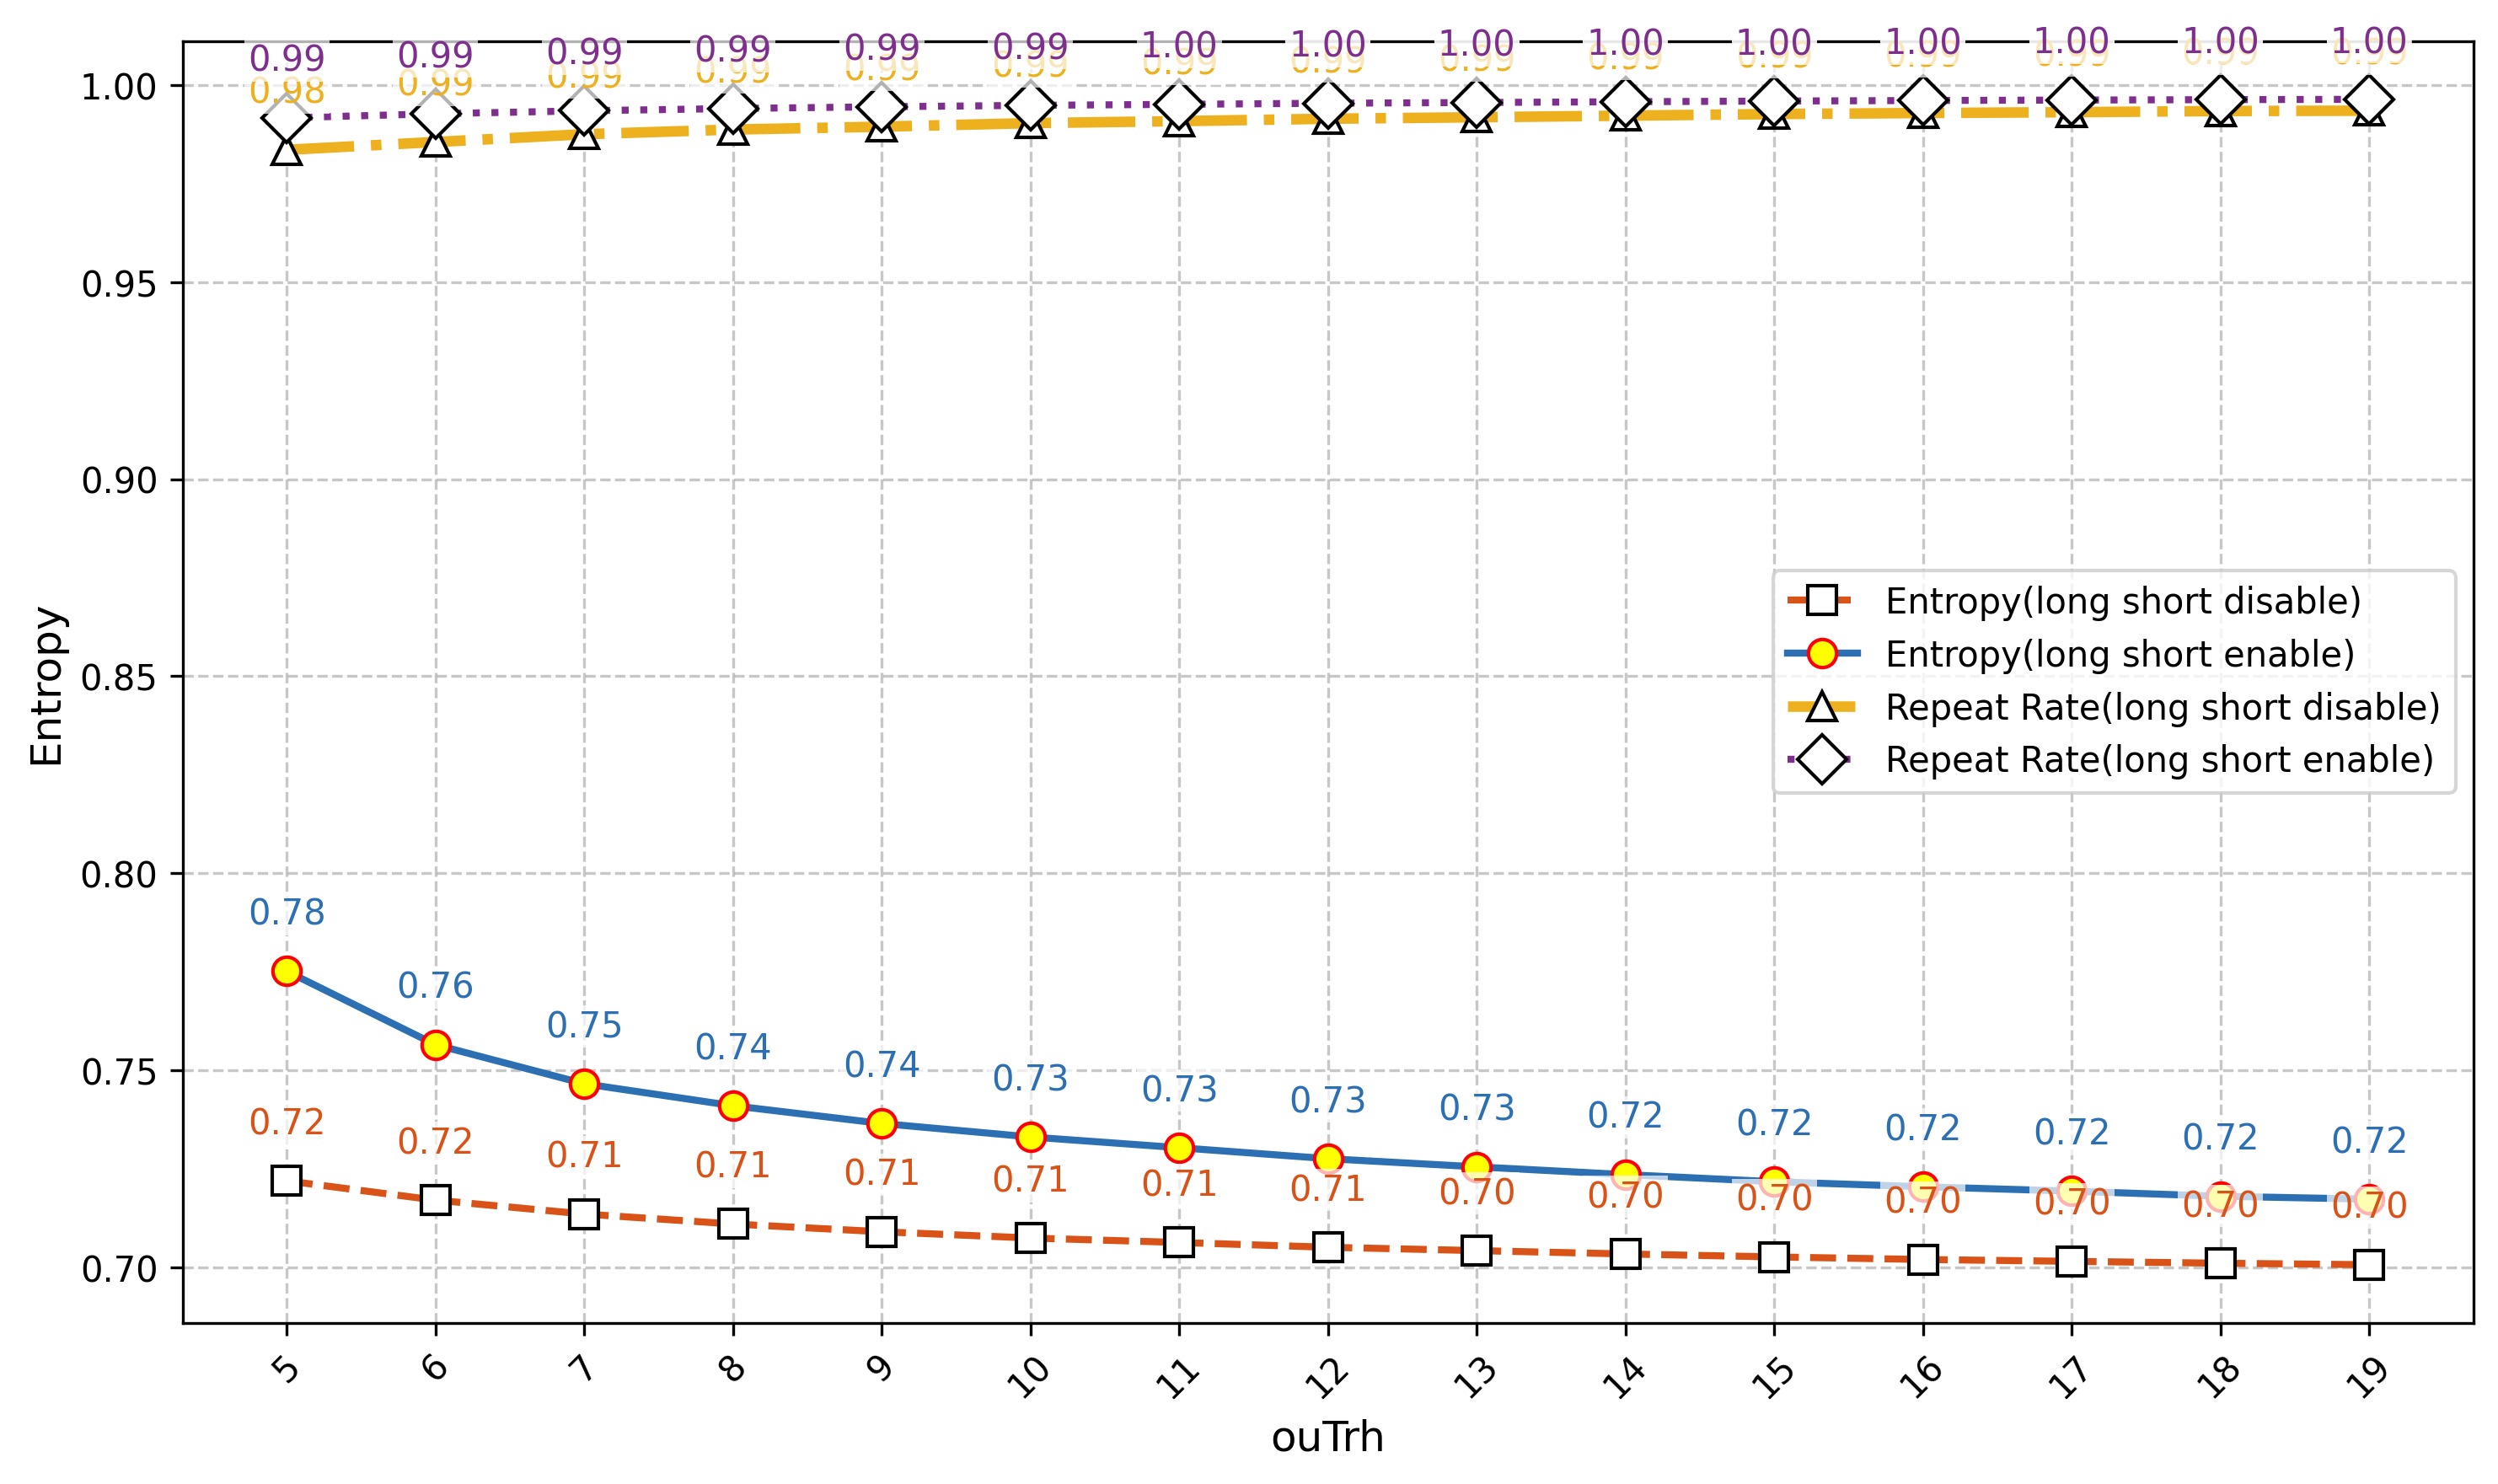 0.99 0.99 0.99 0.99 0.99 0.99 1.00 1.00 1.00 1.00 1.00 1.00 1.00 1.00 1.00
0.98 0.99 0.99 0.99 0.99 0.99 0.99 0.99 0.99 0.99 0.99 0.99 0.99 0.99 0.99
1.00
0.95
0.90
0.85
0.80
0.75
0.70
Entropy
Entropy(long short disable)
Entropy(long short enable)
Repeat Rate(long short disable)
Repeat Rate(long short enable)
0.78 0.76 0.75 0.74 0.74 0.73 0.73 0.73 0.73 0.72 0.72 0.72 0.72 0.72 0.72
0.72 0.72 0.71 0.71 0.71 0.71 0.71 0.71 0.70 0.70 0.70 0.70 0.70 0.70 0.70
5 6 7 8 9 10 11 12 13 14 15 16 17 18 19
ouTrh